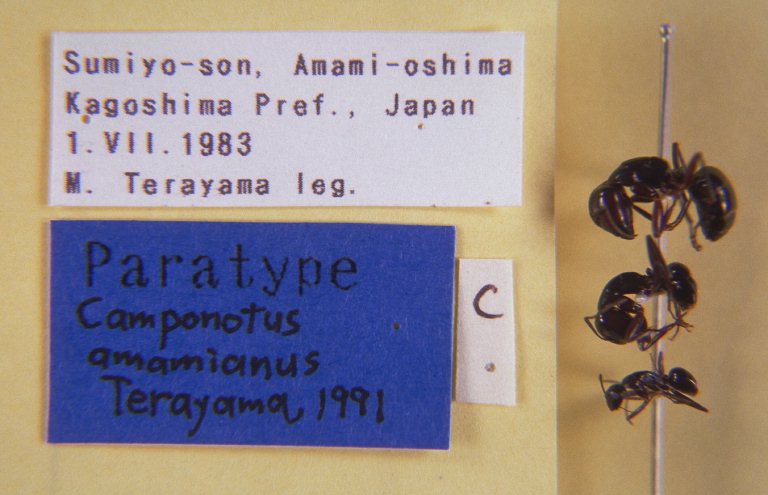 Sumiyo-son, Amami-oshima
Kagoshima Pref., Japan
1. VII. 1983
M. Terayama leg.
Paratype
Camponotus
amamianus
Terayama 1991
C